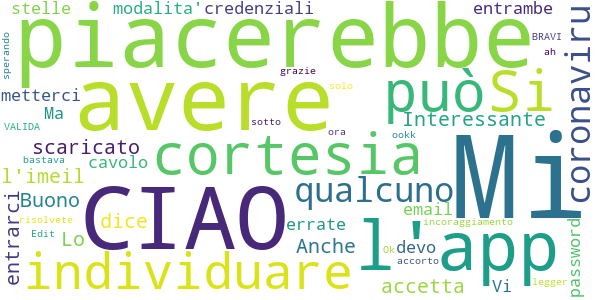 stelle modalita' credenziali entrambe
piacerebbe
sperando
BRAVI
ah
coronaviru
metterci
avere
grazie
solo
può Si
VALIDA
Ma
sotto
Interessante
bastava
scaricato
ora
ookk
cavolo
cortesia
Mi
l'imeil
CIAO
qualcuno
entrarci
Buono
email
risolvete
dice
errate
l'app
incoraggiamento
password
Edit
Lo
Anche
Ok
devo
accorto
individuare
accetta
Vi
legger